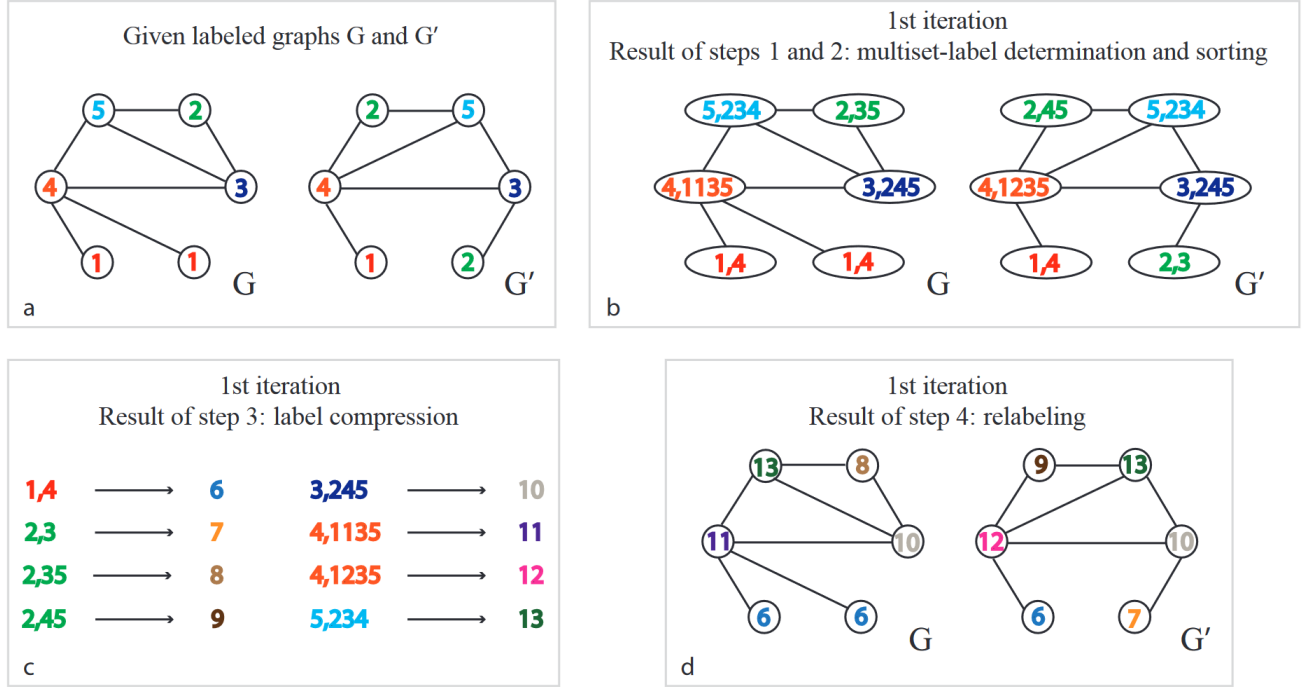 Given labeled graphs G and G′
5 2 2 5
4 3 4 3
1 1 1 2
G G′
a
1st iteration
Result of steps 1 and 2: multiset-label determination and sorting
5,234 2,35 2,45 5,234
4,1135 3,245 4,1235 3,245
1,4 1,4 1,4 2,3
G G′
b
1st iteration
Result of step 3: label compression
1,4 6 3,245 10
2,3 7 4,1135 11
2,35 8 4,1235 12
2,45 9 5,234 13
c
1st iteration
Result of step 4: relabeling
13 8 9 13
11 10 12 10
6 6 6 7
G G′
d